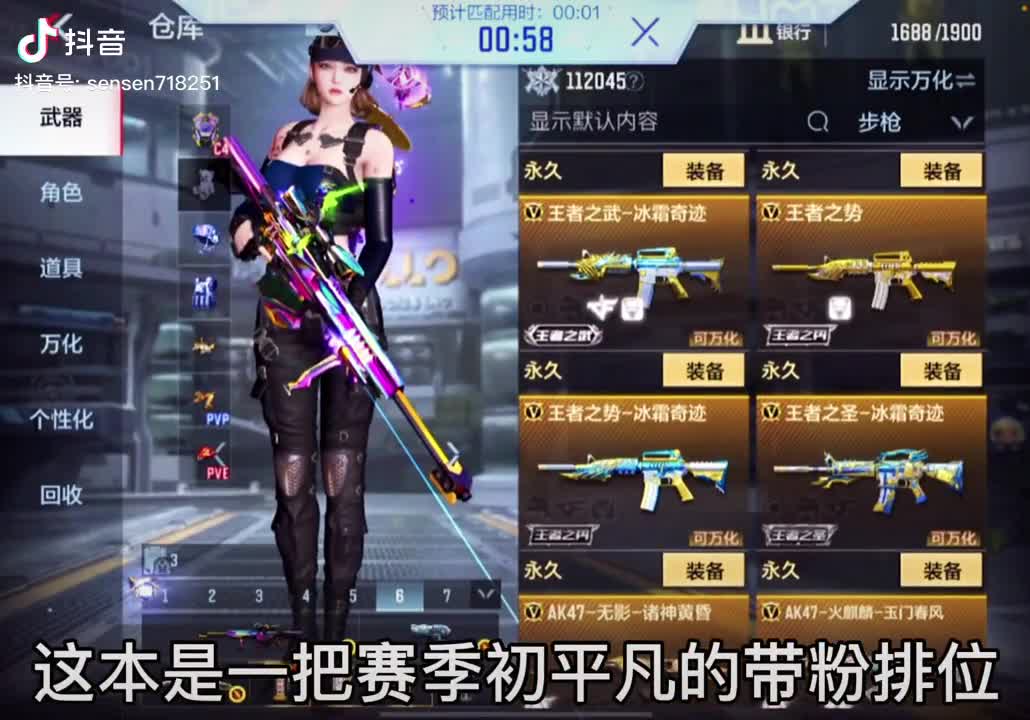 抖音
抖音号: sensen718251
仓库
预计匹配用时: 00:01
00:58
银行
1688/1900
武器
角色
道具
万化
个性化
回收
C4
PVP
PVE
112045
显示万化
显示默认内容
步枪
永久 装备
永久 装备
王者之武-冰霜奇迹
王者之势
王者之武 可万化
可万化
永久 装备
永久 装备
王者之势-冰霜奇迹
王者之圣-冰霜奇迹
可万化
王者之圣 可万化
永久 装备
永久 装备
AK47-无影-诸神黄昏
AK47-火麒麟-玉门春风
3
1 2 3 4 5 6 7
这本是一把赛季初平凡的带粉排位